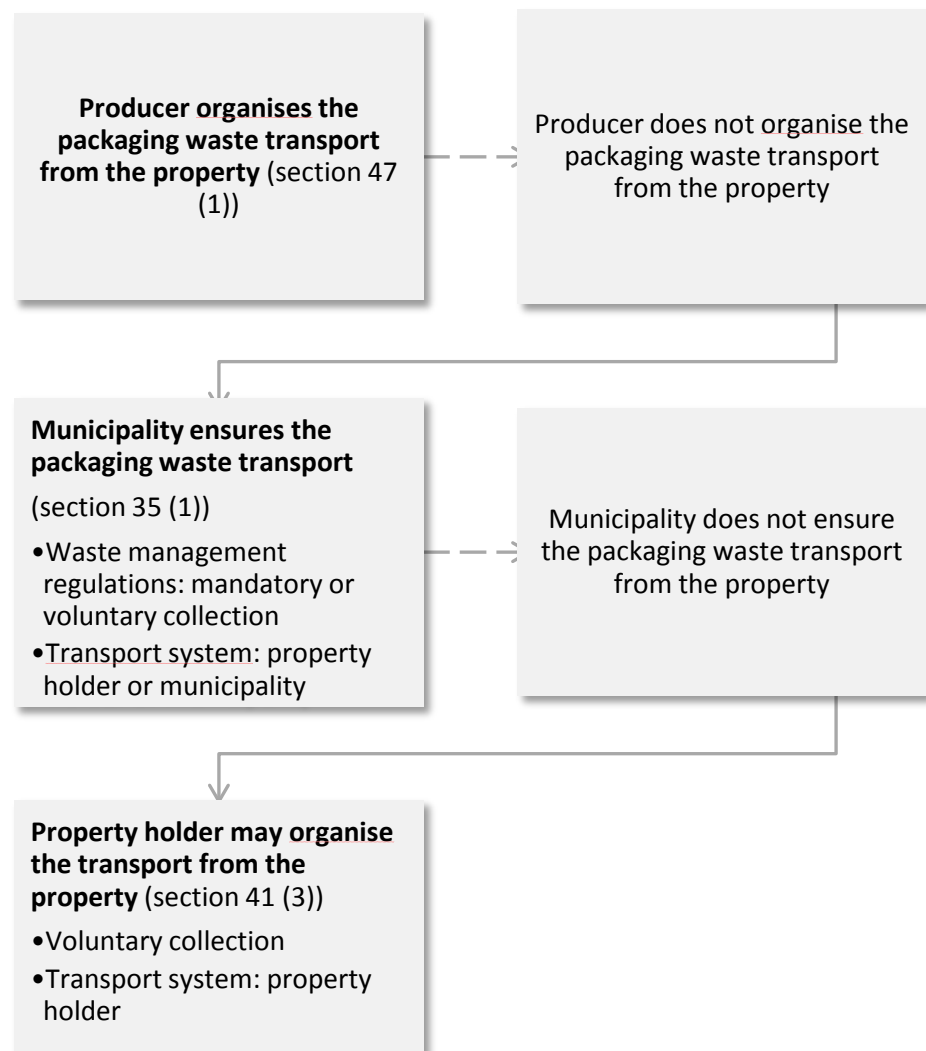 Producer organises the
packaging waste transport
from the property (section 47
(1))
Producer does not organise the
packaging waste transport
from the property
Municipality ensures the
packaging waste transport
(section 35 (1))
•Waste management
regulations: mandatory or
voluntary collection
•Transport system: property
holder or municipality
Municipality does not ensure
the packaging waste transport
from the property
Property holder may organise
the transport from the
property (section 41 (3))
•Voluntary collection
•Transport system: property
holder